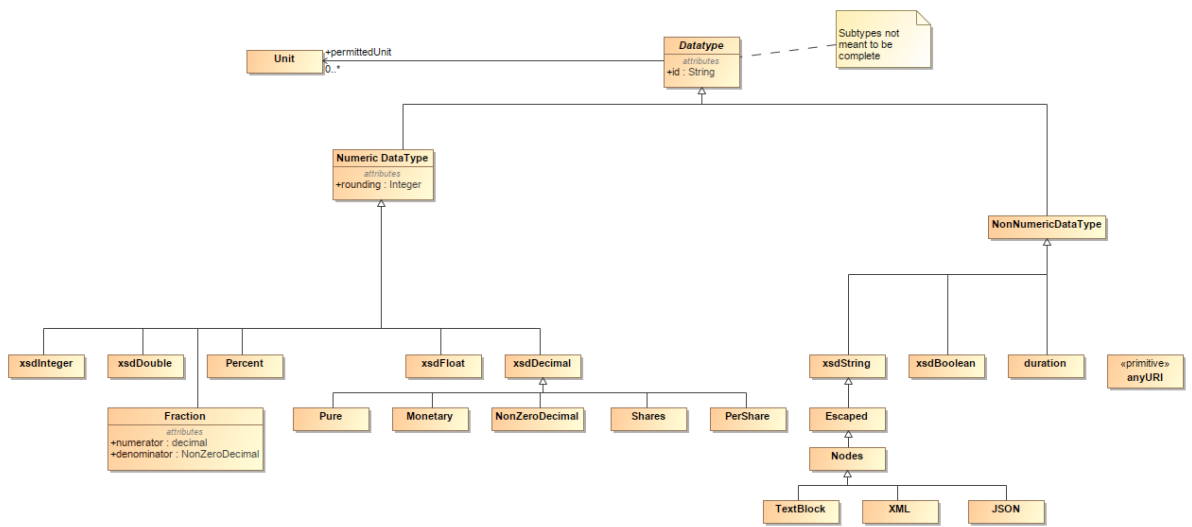 Datatype
attributes
+id : String
Subtypes not
meant to be
complete
Unit
+permittedUnit
0..*
Numeric DataType
attributes
+rounding : Integer
NonNumericDataType
xsdInteger
xsdDouble
Percent
xsdFloat
xsdDecimal
xsdString
xsdBoolean
duration
«primitive»
anyURI
Fraction
attributes
+numerator : decimal
+denominator : NonZeroDecimal
Pure
Monetary
NonZeroDecimal
Shares
PerShare
Escaped
Nodes
TextBlock
XML
JSON